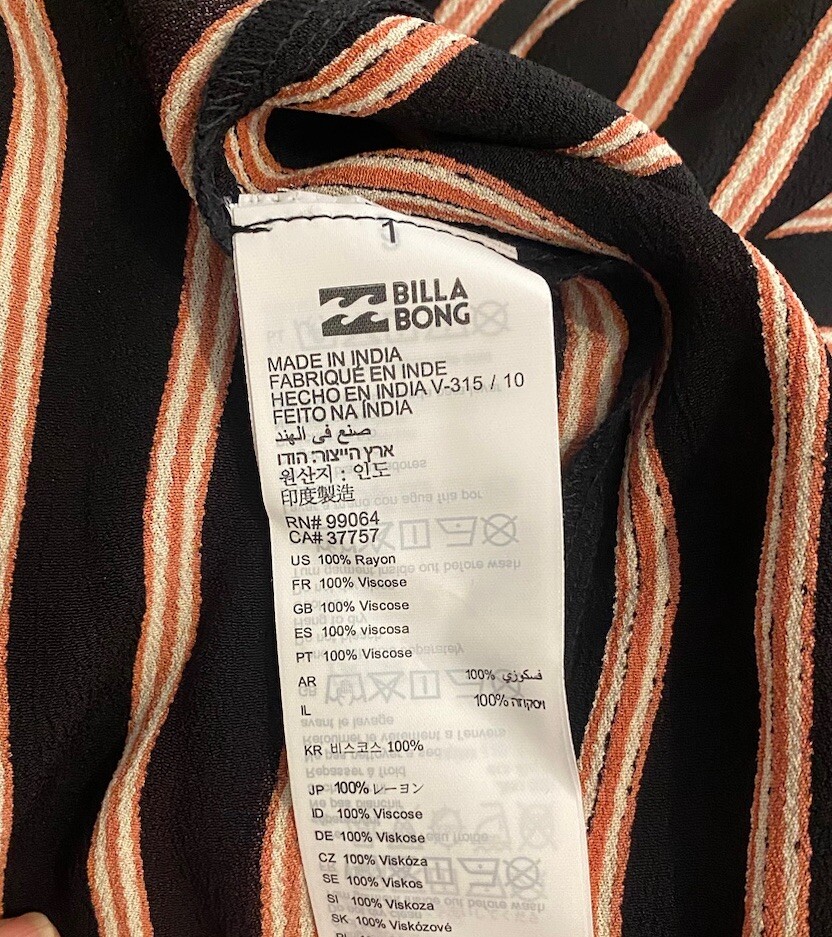 1
BILLA
BONG
MADE IN INDIA
FABRIQUÉ EN INDE
HECHO EN INDIA V-315 / 10
FEITO NA ÍNDIA
صنع في الهند
ארץ הייצור: הודו
원산지 : 인도
印度製造
RN# 99064
CA# 37757
US 100% Rayon
FR 100% Viscose
GB 100% Viscose
ES 100% viscosa
PT 100% Viscose
AR 100% فسكوزي
IL 100% ויסקוזה
KR 비스코스 100%
JP 100% レーヨン
ID 100% Viscose
DE 100% Viskose
CZ 100% Viskóza
SE 100% Viskos
SI 100% Viskoza
SK 100% Viskózové